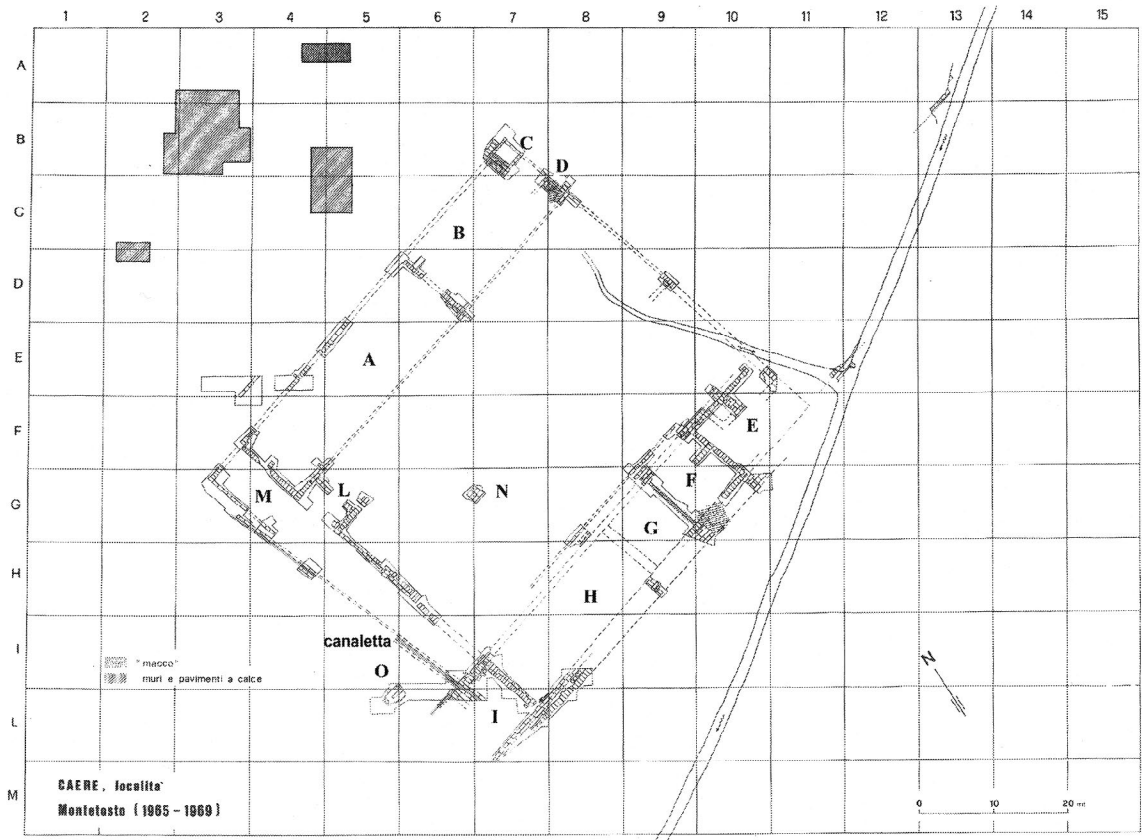 1 2 3 4 5 6 7 8 9 10 11 12 13 14 15
A
B
C
D
E
F
G
H
I
L
M
C
D
B
A
E
F
M
L
N
G
H
canaletta
O
I
"macco"
muri e pavimenti a calce
N
CAERE, localita'
Montetosto (1965 - 1969)
0 10 20 mt